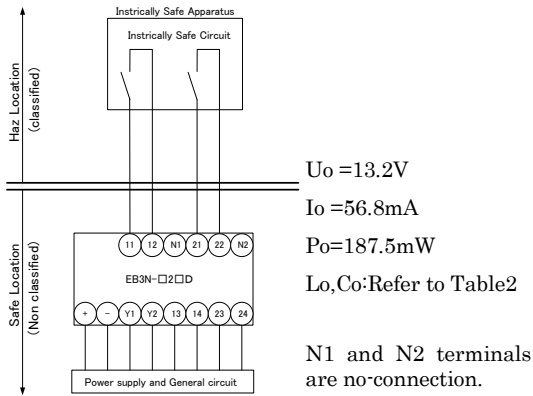 Instrically Safe Apparatus
Instrically Safe Circuit
Haz Location
(classified)
Uo =13.2V
Io =56.8mA
Po=187.5mW
Lo,Co:Refer to Table2
11 12 N1 21 22 N2
EB3N-□2□D
Safe Location
(Non classified)
+ - Y1 Y2 13 14 23 24
Power supply and General circuit
N1 and N2 terminals
are no-connection.